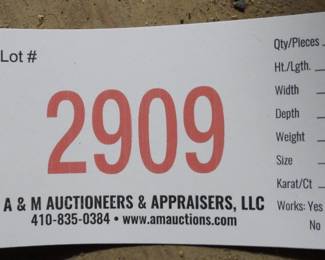 Lot #
2909
A & M AUCTIONEERS & APPRAISERS, LLC
410-835-0384 • www.amauctions.com
Qty/Pieces
Ht./Lgth.
Width
Depth
Weight
Size
Karat/Ct
Works: Yes
No